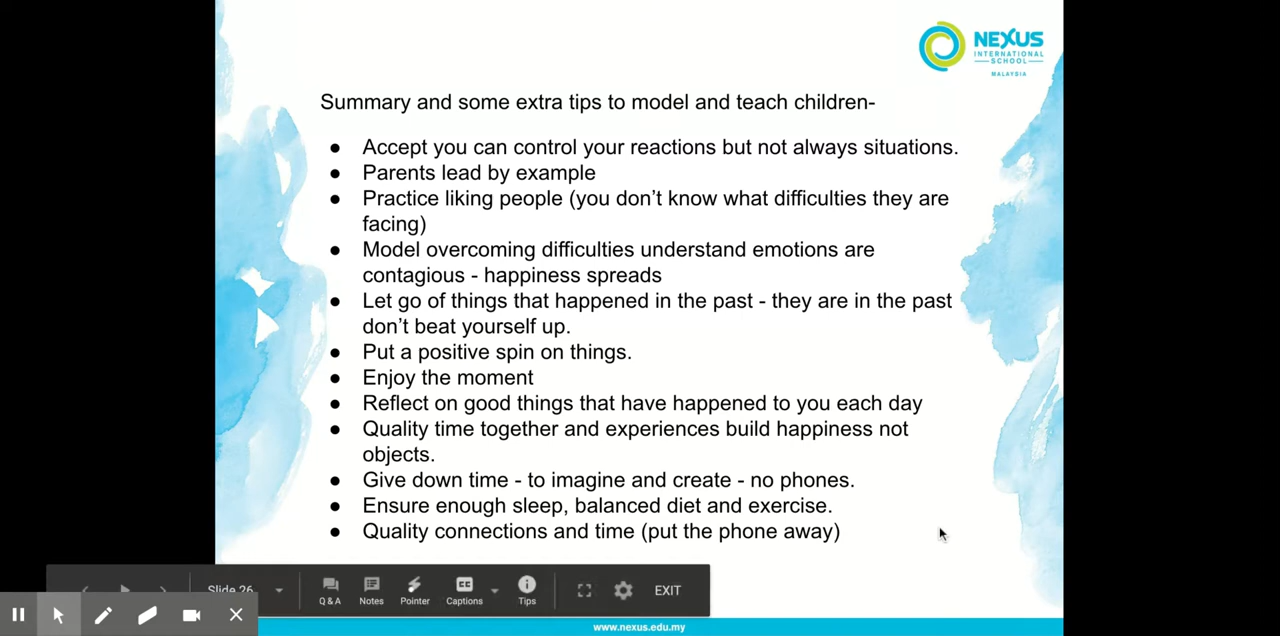 NEXUS
INTERNATIONAL
SCHOOL
MALAYSIA
Summary and some extra tips to model and teach children-
● Accept you can control your reactions but not always situations.
● Parents lead by example
● Practice liking people (you don't know what difficulties they are
facing)
● Model overcoming difficulties understand emotions are
contagious - happiness spreads
● Let go of things that happened in the past - they are in the past
don't beat yourself up.
● Put a positive spin on things.
● Enjoy the moment
● Reflect on good things that have happened to you each day
● Quality time together and experiences build happiness not
objects.
● Give down time - to imagine and create - no phones.
● Ensure enough sleep, balanced diet and exercise.
● Quality connections and time (put the phone away)
Slide 26
Q & A Notes Pointer Captions Tips EXIT
www.nexus.edu.my